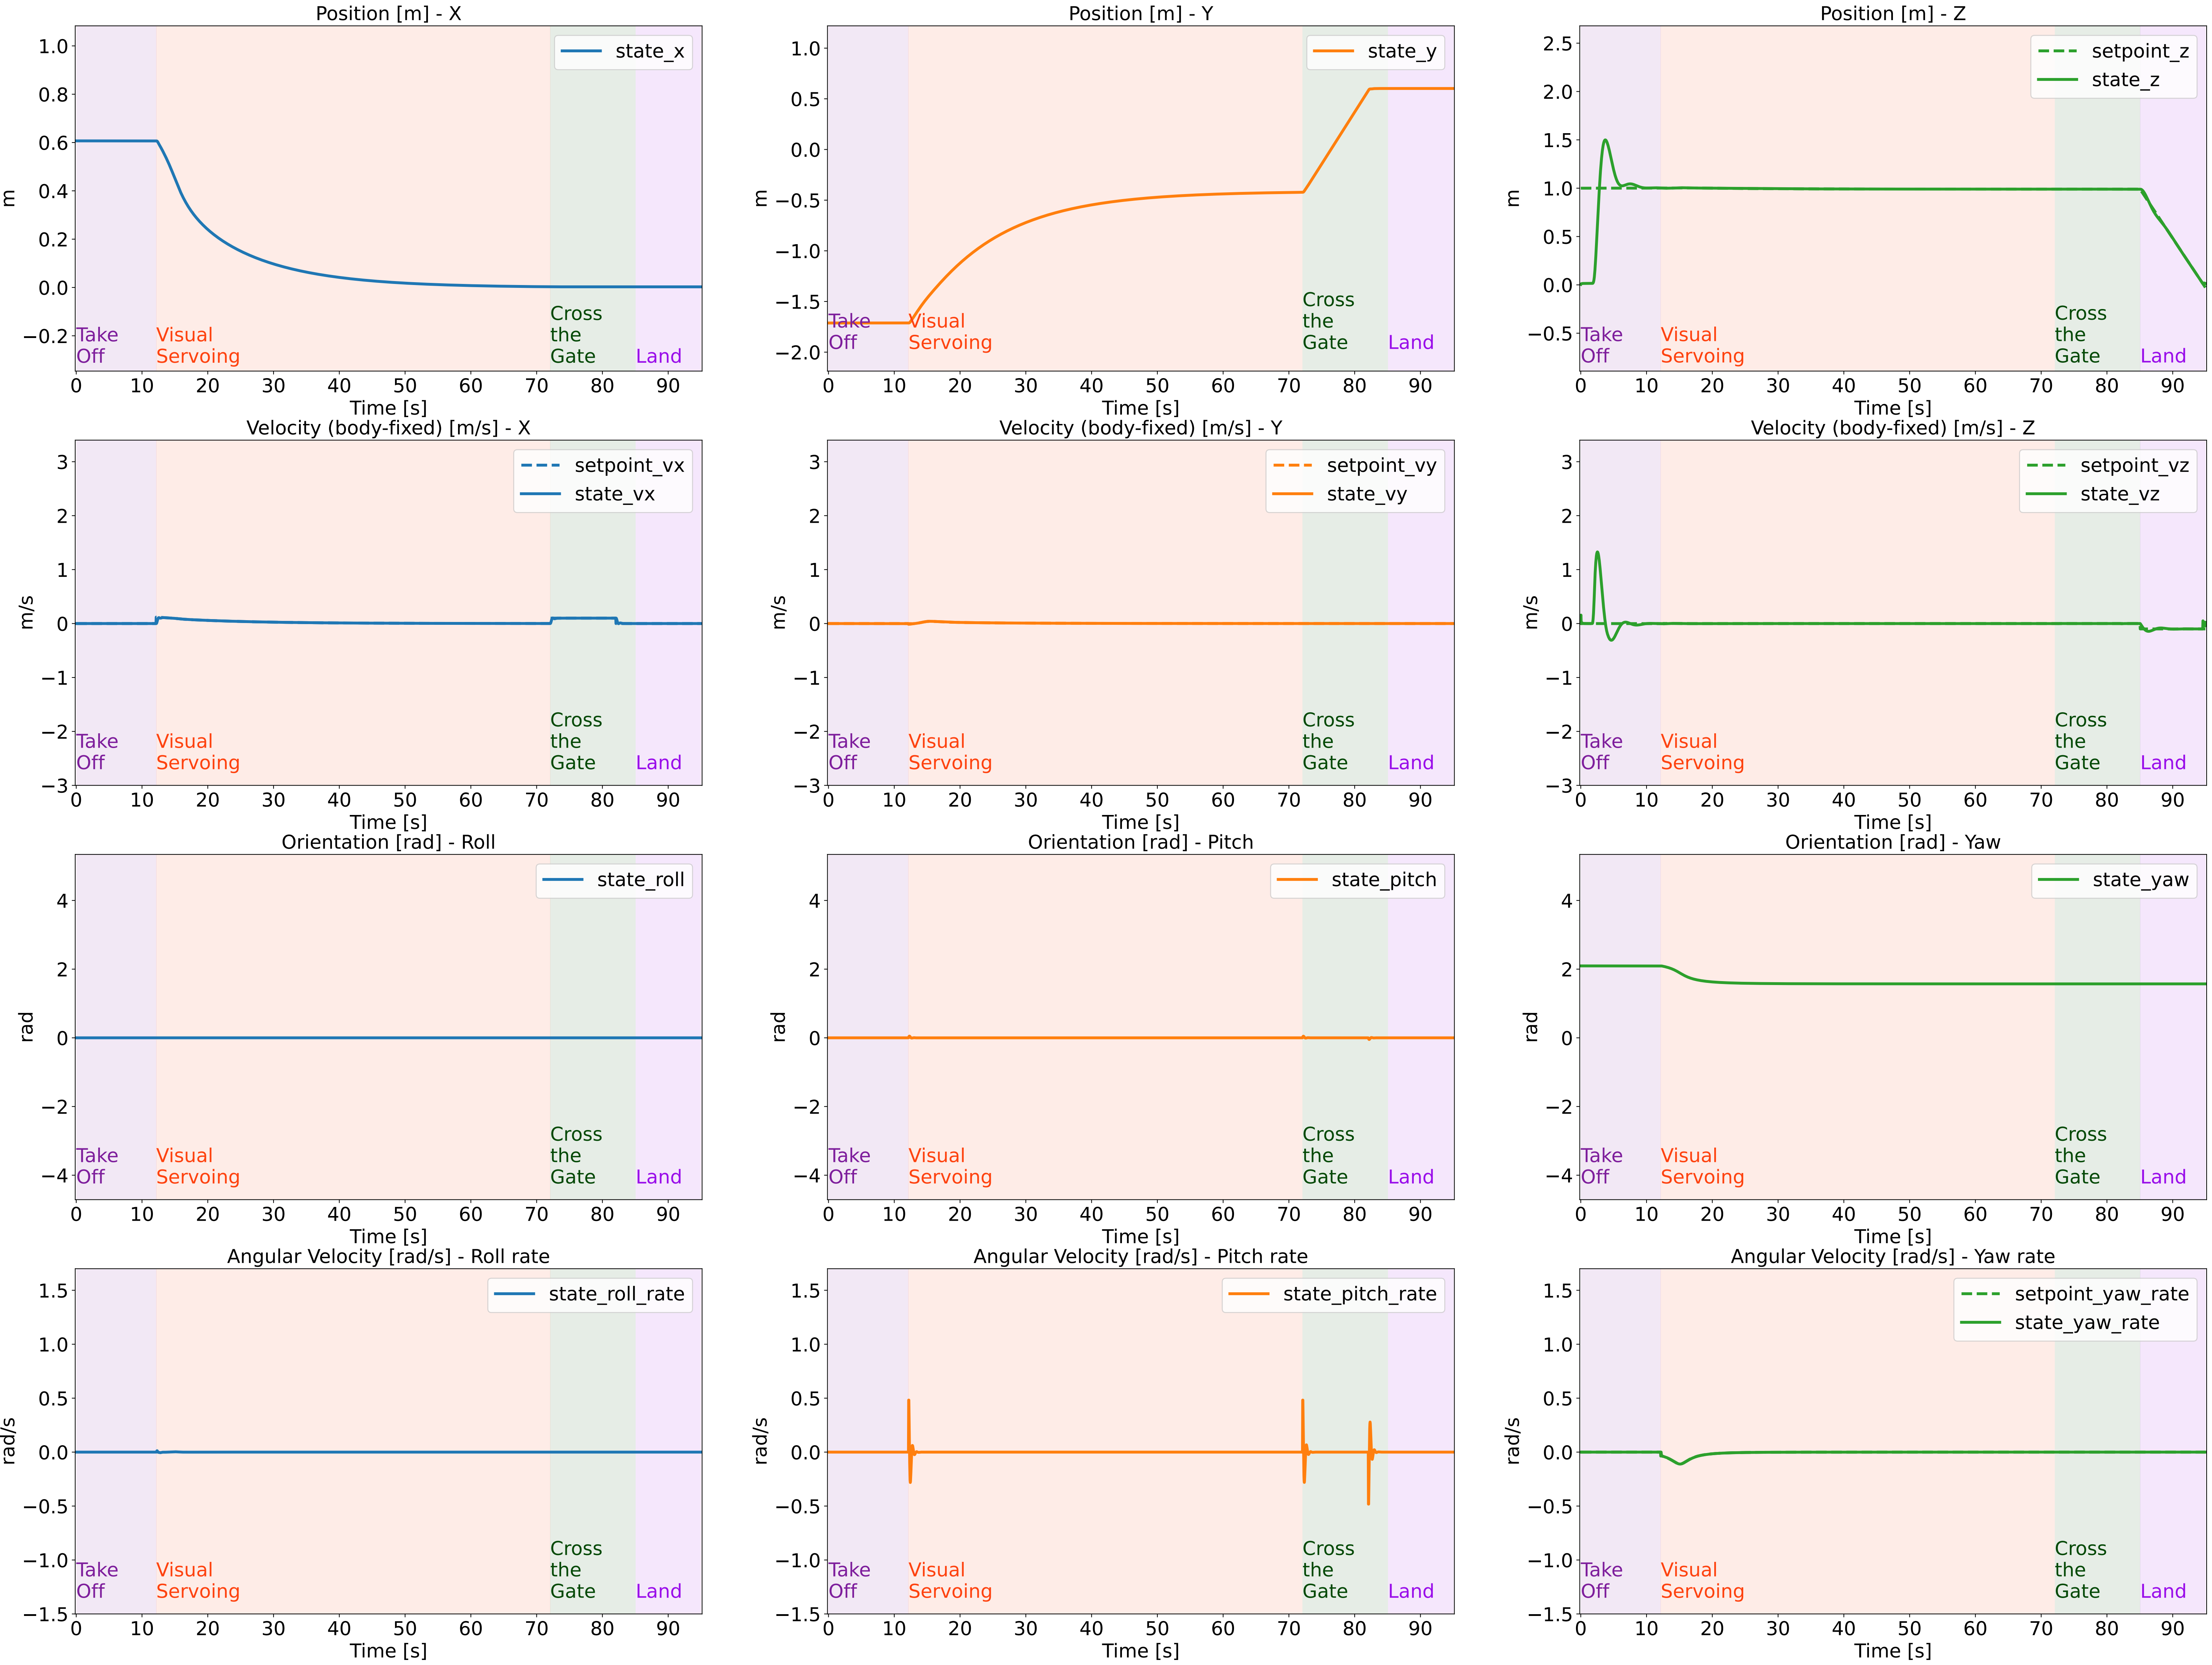 Position [m] - X
state_x
m
1.0
0.8
0.6
0.4
0.2
0.0
−0.2
Take
Off
Visual
Servoing
Cross
the
Gate
Land
0 10 20 30 40 50 60 70 80 90
Time [s]
Position [m] - Y
state_y
m
1.0
0.5
0.0
−0.5
−1.0
−1.5
−2.0
Take
Off
Visual
Servoing
Cross
the
Gate
Land
0 10 20 30 40 50 60 70 80 90
Time [s]
Position [m] - Z
setpoint_z
state_z
m
2.5
2.0
1.5
1.0
0.5
0.0
−0.5
Take
Off
Visual
Servoing
Cross
the
Gate
Land
0 10 20 30 40 50 60 70 80 90
Time [s]
Velocity (body-fixed) [m/s] - X
setpoint_vx
state_vx
m/s
3
2
1
0
−1
−2
−3
Take
Off
Visual
Servoing
Cross
the
Gate
Land
0 10 20 30 40 50 60 70 80 90
Time [s]
Velocity (body-fixed) [m/s] - Y
setpoint_vy
state_vy
m/s
3
2
1
0
−1
−2
−3
Take
Off
Visual
Servoing
Cross
the
Gate
Land
0 10 20 30 40 50 60 70 80 90
Time [s]
Velocity (body-fixed) [m/s] - Z
setpoint_vz
state_vz
m/s
3
2
1
0
−1
−2
−3
Take
Off
Visual
Servoing
Cross
the
Gate
Land
0 10 20 30 40 50 60 70 80 90
Time [s]
Orientation [rad] - Roll
state_roll
rad
4
2
0
−2
−4
Take
Off
Visual
Servoing
Cross
the
Gate
Land
0 10 20 30 40 50 60 70 80 90
Time [s]
Orientation [rad] - Pitch
state_pitch
rad
4
2
0
−2
−4
Take
Off
Visual
Servoing
Cross
the
Gate
Land
0 10 20 30 40 50 60 70 80 90
Time [s]
Orientation [rad] - Yaw
state_yaw
rad
4
2
0
−2
−4
Take
Off
Visual
Servoing
Cross
the
Gate
Land
0 10 20 30 40 50 60 70 80 90
Time [s]
Angular Velocity [rad/s] - Roll rate
state_roll_rate
rad/s
1.5
1.0
0.5
0.0
−0.5
−1.0
−1.5
Take
Off
Visual
Servoing
Cross
the
Gate
Land
0 10 20 30 40 50 60 70 80 90
Time [s]
Angular Velocity [rad/s] - Pitch rate
state_pitch_rate
rad/s
1.5
1.0
0.5
0.0
−0.5
−1.0
−1.5
Take
Off
Visual
Servoing
Cross
the
Gate
Land
0 10 20 30 40 50 60 70 80 90
Time [s]
Angular Velocity [rad/s] - Yaw rate
setpoint_yaw_rate
state_yaw_rate
rad/s
1.5
1.0
0.5
0.0
−0.5
−1.0
−1.5
Take
Off
Visual
Servoing
Cross
the
Gate
Land
0 10 20 30 40 50 60 70 80 90
Time [s]